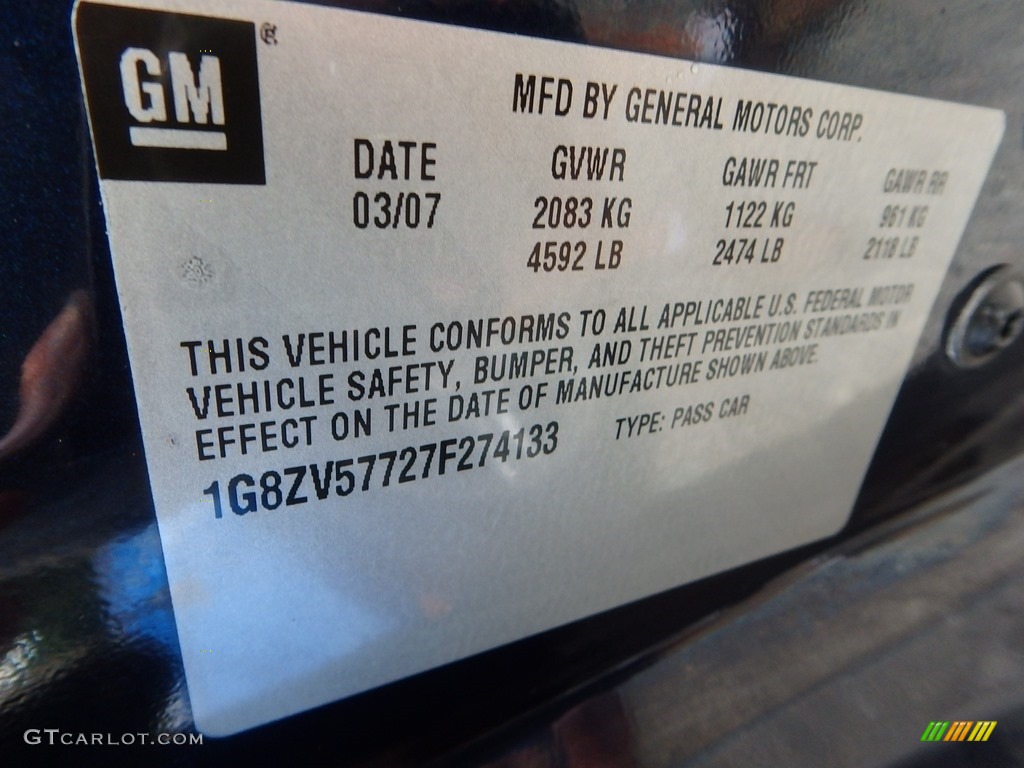 GM
MFD BY GENERAL MOTORS CORP.
DATE GVWR GAWR FRT GAWR RR
03/07 2083 KG 1122 KG 961 KG
4592 LB 2474 LB 2118 LB
THIS VEHICLE CONFORMS TO ALL APPLICABLE U.S. FEDERAL MOTOR
VEHICLE SAFETY, BUMPER, AND THEFT PREVENTION STANDARDS IN
EFFECT ON THE DATE OF MANUFACTURE SHOWN ABOVE.
1G8ZV57727F274133 TYPE: PASS CAR
GTCARLOT.COM